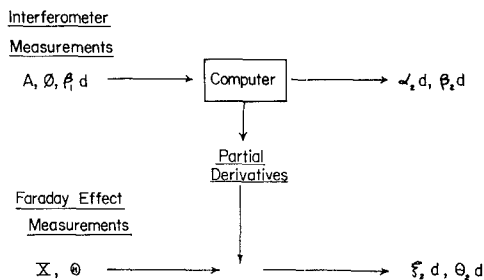 Interferometer
Measurements
A, Ø, β₁ d
Computer
α₂ d, β₂ d
Partial
Derivatives
Faraday Effect
Measurements
X, Θ
ξ₂ d, θ₂ d